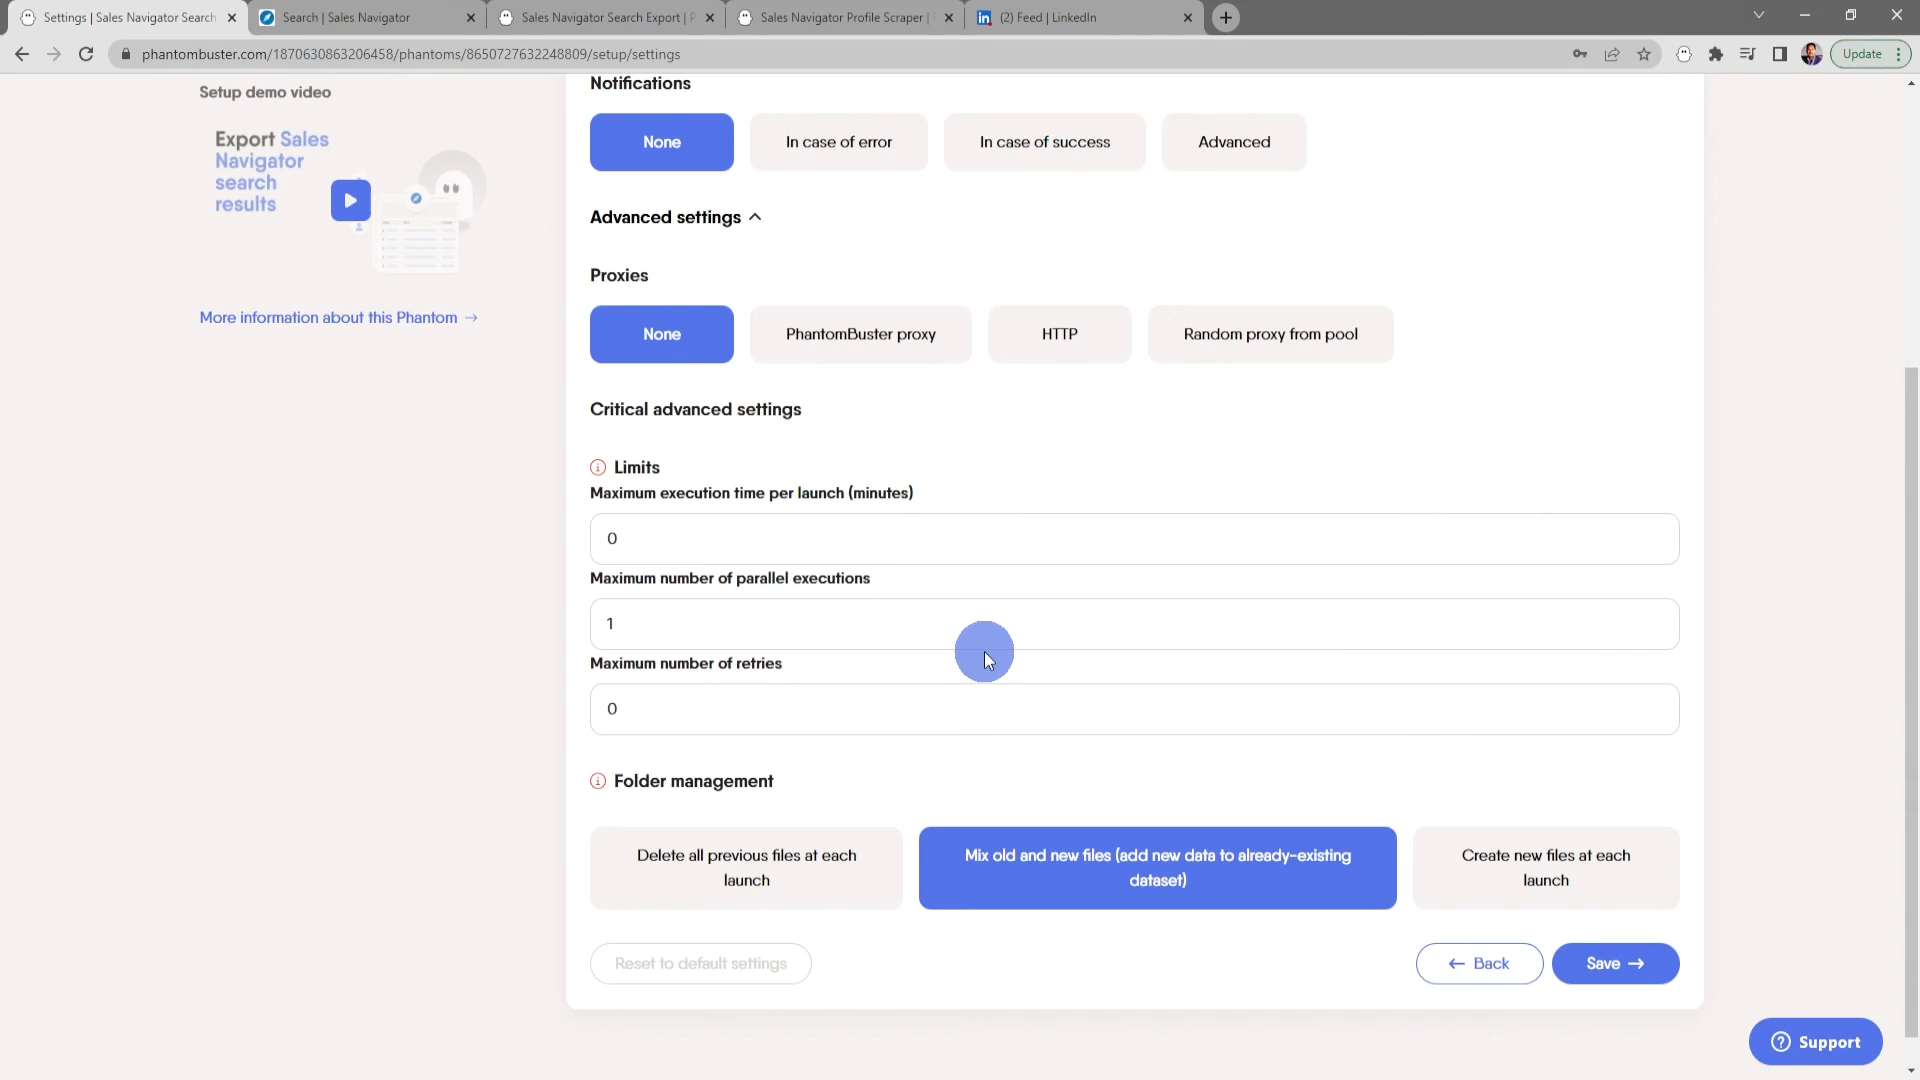 Settings | Sales Navigator Search
Search | Sales Navigator
Sales Navigator Search Export | P
Sales Navigator Profile Scraper |
in (2) Feed | LinkedIn
phantombuster.com/1870630863206458/phantoms/8650727632248809/setup/settings
Update
Setup demo video
Export Sales
Navigator
search
results
More information about this Phantom →
Notifications
None
In case of error
In case of success
Advanced
Advanced settings
Proxies
None
PhantomBuster proxy
HTTP
Random proxy from pool
Critical advanced settings
Limits
Maximum execution time per launch (minutes)
0
Maximum number of parallel executions
1
Maximum number of retries
0
Folder management
Delete all previous files at each
launch
Mix old and new files (add new data to already-existing
dataset)
Create new files at each
launch
Reset to default settings
← Back
Save →
Support